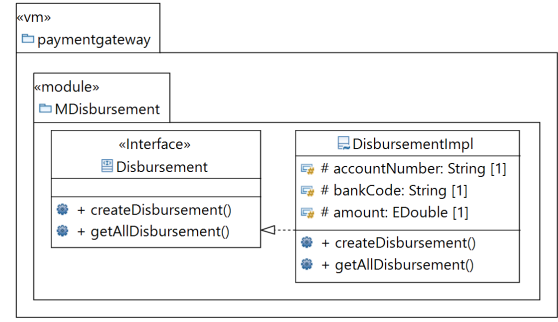 «vm»
paymentgateway
«module»
MDisbursement
«Interface»
Disbursement
+ createDisbursement()
+ getAllDisbursement()
DisbursementImpl
# accountNumber: String [1]
# bankCode: String [1]
# amount: EDouble [1]
+ createDisbursement()
+ getAllDisbursement()